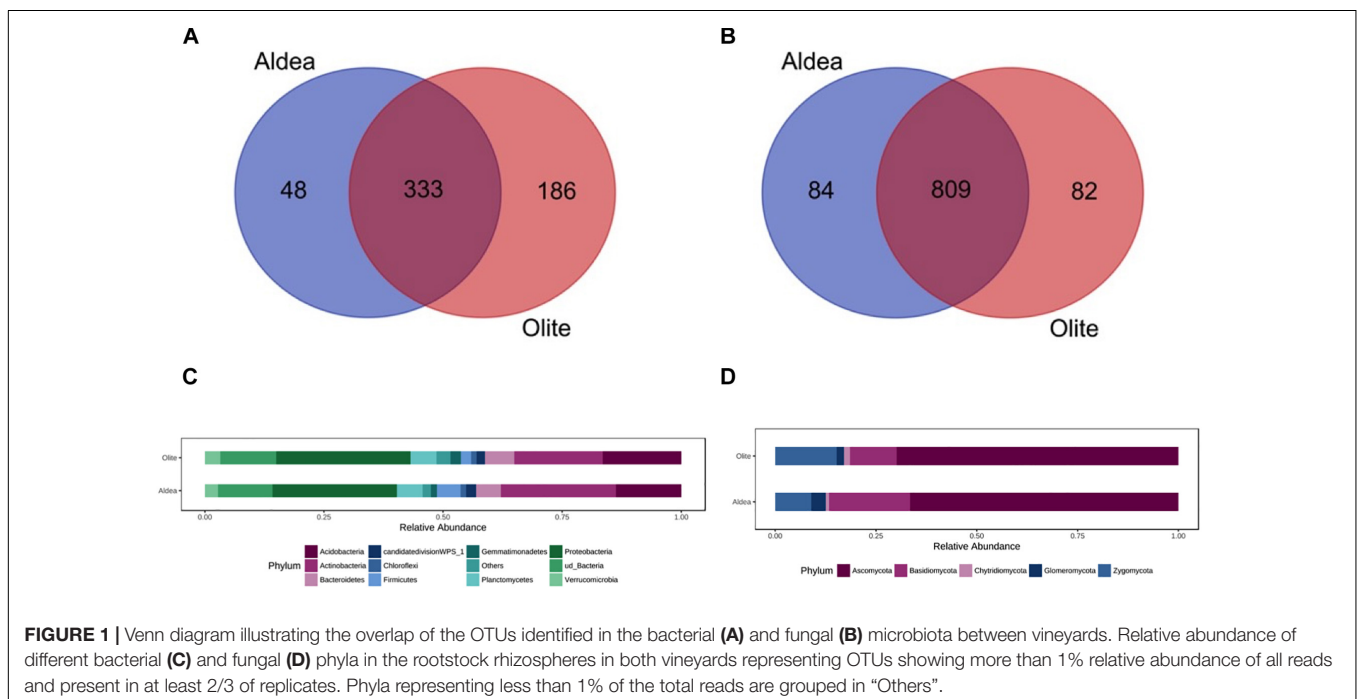 A
B
Aldea
Aldea
48
333
186
84
809
82
Olite
Olite
C
D
Olite
Aldea
0.00
0.25
0.50
0.75
1.00
Relative Abundance
Phylum
Acidobacteria
candidatedivisionWPS_1
Gemmatimonadetes
Proteobacteria
Actinobacteria
Chloroflexi
Others
ud_Bacteria
Bacteroidetes
Firmicutes
Planctomycetes
Verrucomicrobia
Olite
Aldea
0.00
0.25
0.50
0.75
1.00
Relative Abundance
Phylum
Ascomycota
Basidiomycota
Chytridiomycota
Glomeromycota
Zygomycota
FIGURE 1 | Venn diagram illustrating the overlap of the OTUs identified in the bacterial (A) and fungal (B) microbiota between vineyards. Relative abundance of
different bacterial (C) and fungal (D) phyla in the rootstock rhizospheres in both vineyards representing OTUs showing more than 1% relative abundance of all reads
and present in at least 2/3 of replicates. Phyla representing less than 1% of the total reads are grouped in “Others”.